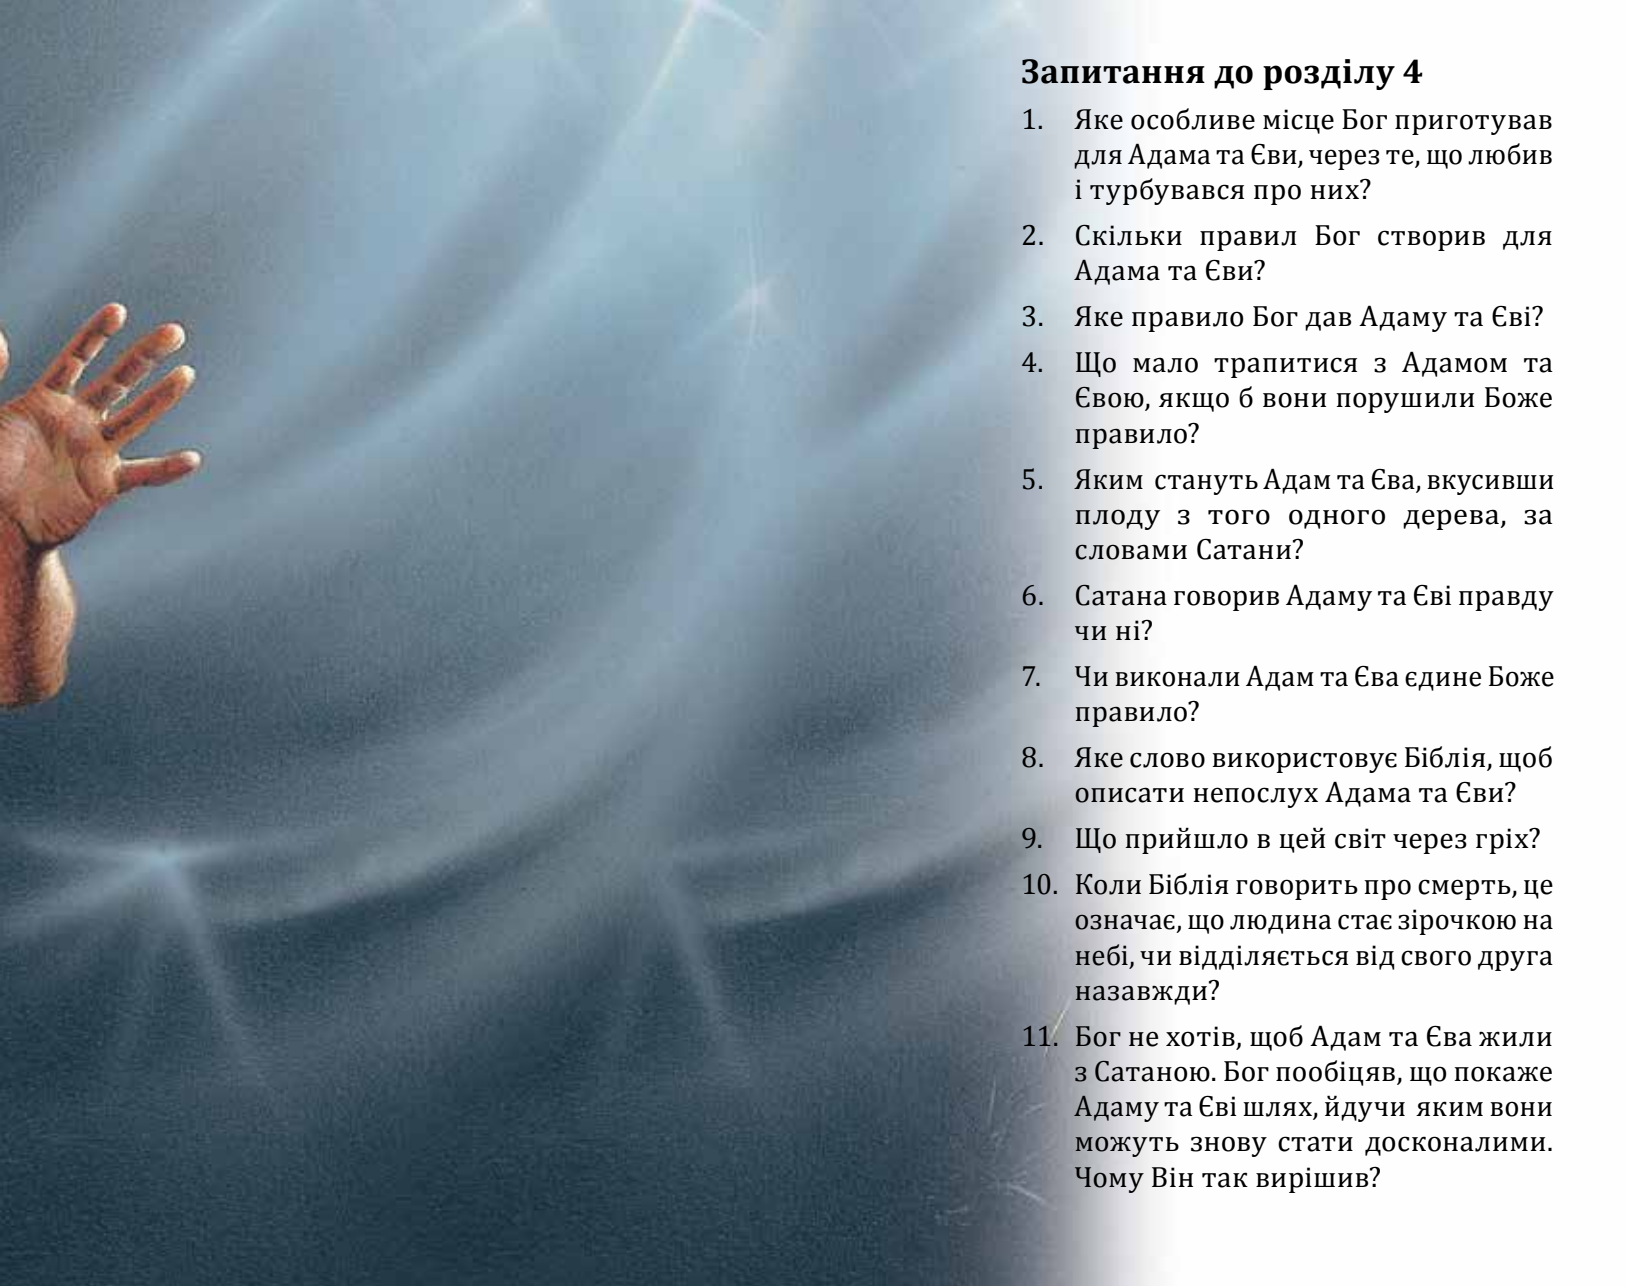 Запитання до розділу 4
1. Яке особливе місце Бог приготував
для Адама та Єви, через те, що любив
і турбувався про них?
2. Скільки правил Бог створив для
Адама та Єви?
3. Яке правило Бог дав Адаму та Єві?
4. Що мало трапитися з Адамом та
Євою, якщо б вони порушили Боже
правило?
5. Яким стануть Адам та Єва, вкусивши
плоду з того одного дерева, за
словами Сатани?
6. Сатана говорив Адаму та Єві правду
чи ні?
7. Чи виконали Адам та Єва єдине Боже
правило?
8. Яке слово використовує Біблія, щоб
описати непослух Адама та Єви?
9. Що прийшло в цей світ через гріх?
10. Коли Біблія говорить про смерть, це
означає, що людина стає зірочкою на
небі, чи відділяється від свого друга
назавжди?
11. Бог не хотів, щоб Адам та Єва жили
з Сатаною. Бог пообіцяв, що покаже
Адаму та Єві шлях, йдучи яким вони
можуть знову стати досконалими.
Чому Він так вирішив?